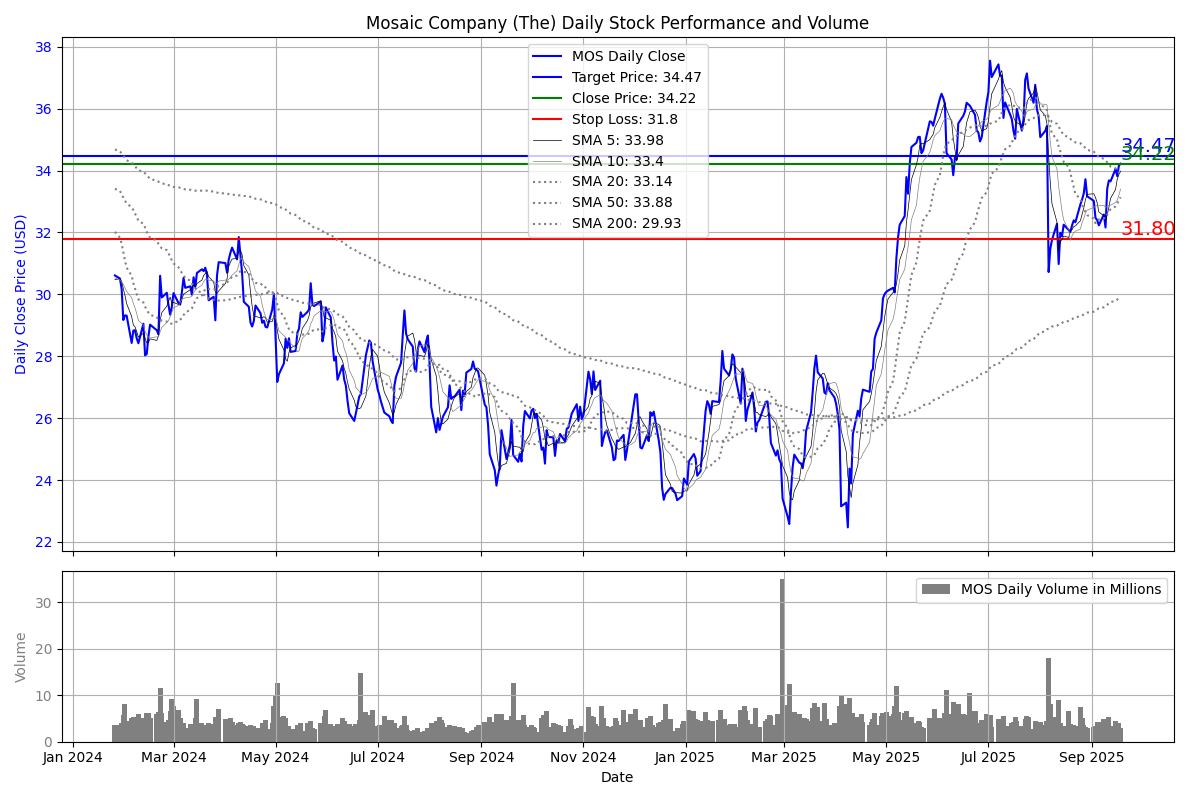 Mosaic Company (The) Daily Stock Performance and Volume
Daily Close Price (USD)
38
36
34
32
30
28
26
24
22
MOS Daily Close
Target Price: 34.47
Close Price: 34.22
Stop Loss: 31.8
SMA 5: 33.98
SMA 10: 33.4
SMA 20: 33.14
SMA 50: 33.88
SMA 200: 29.93
34.47
34.22
31.80
Volume
30
20
10
0
MOS Daily Volume in Millions
Jan 2024 Mar 2024 May 2024 Jul 2024 Sep 2024 Nov 2024 Jan 2025 Mar 2025 May 2025 Jul 2025 Sep 2025
Date